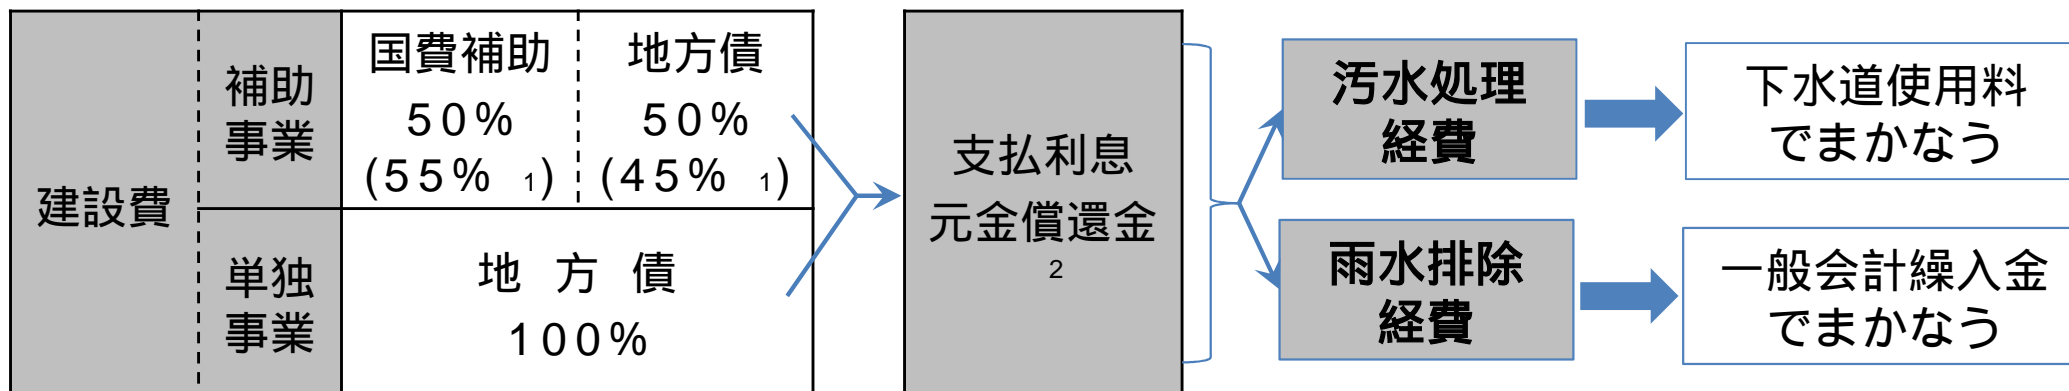 建設費
補助
事業
国費補助
50%
(55% 1)
地方債
50%
(45% 1)
単独
事業
地方債
100%
支払利息
元金償還金
2
汚水処理
経費
下水道使用料
でまかなう
雨水排除
経費
一般会計繰入金
でまかなう